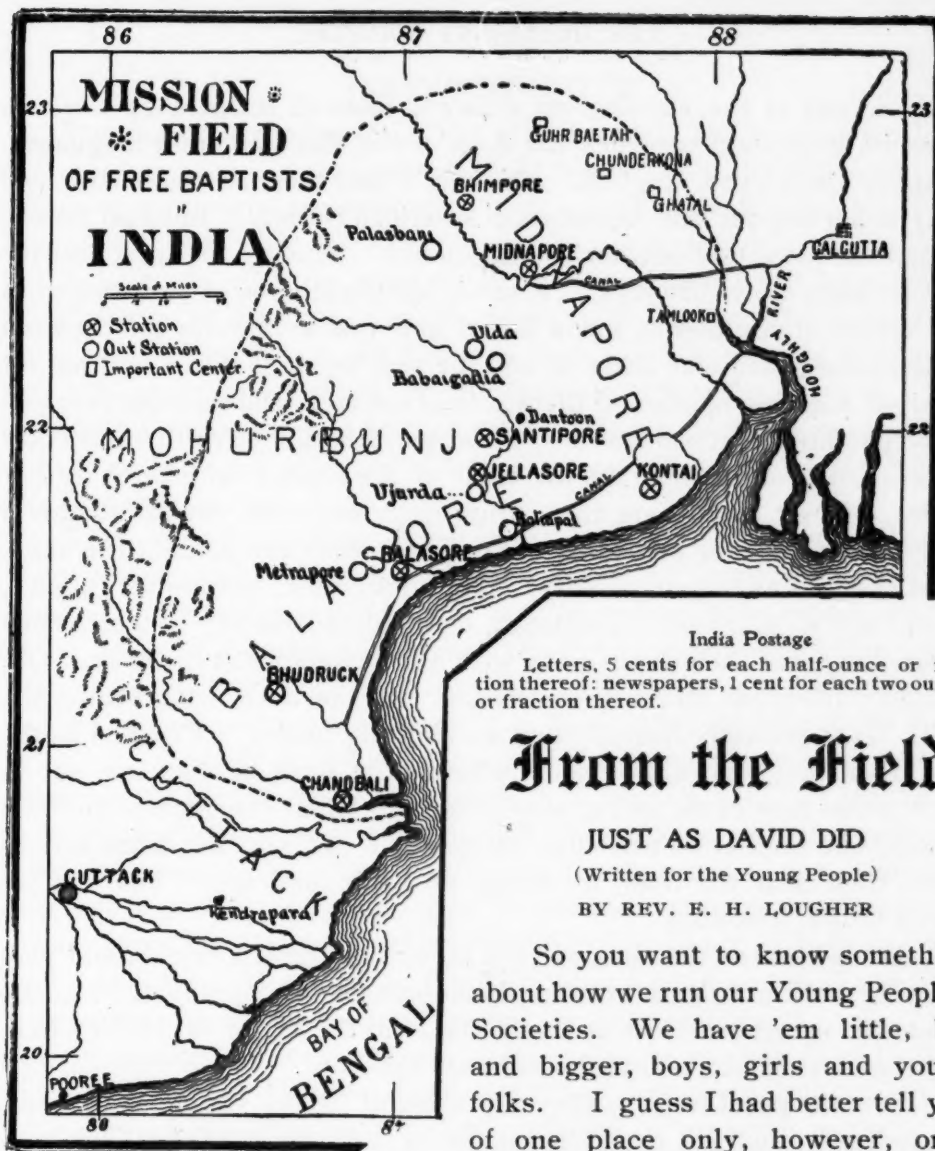 86 87 88
23 23
MISSION
FIELD
OF FREE BAPTISTS
"
INDIA
Scale of Miles
Station
Out Station
Important Center.
GUHR BAETAH
CHUNDERKONA
BHIMPORE
GHATAL
Palasbani
MIDNAPORE
MIDNAPORE
CANAL
CALCUTTA
TAMLOOK
RIVER
HOOGHLY
Uida
Babaigadia
22 22
Dantoon
MOHURBUNJ
SANTIPORE
JELLASORE
KONTAI
Ujurda
CANAL
Baliapal
BALASORE
BALASORE
Metrapore
BHUDRUCK
21
CHANDBALI
CUTTACK
CUTTACK
Kendrapara
BAY OF
BENGAL
20
POOREE
India Postage
Letters, 5 cents for each half-ounce or
tion thereof: newspapers, 1 cent for each two ou
or fraction thereof.
From the Field
JUST AS DAVID DID
(Written for the Young People)
BY REV. E. H. LOUGHER
So you want to know someth
about how we run our Young Peopl
Societies. We have 'em little,
and bigger, boys, girls and you
folks. I guess I had better tell y
of one place only, however, or